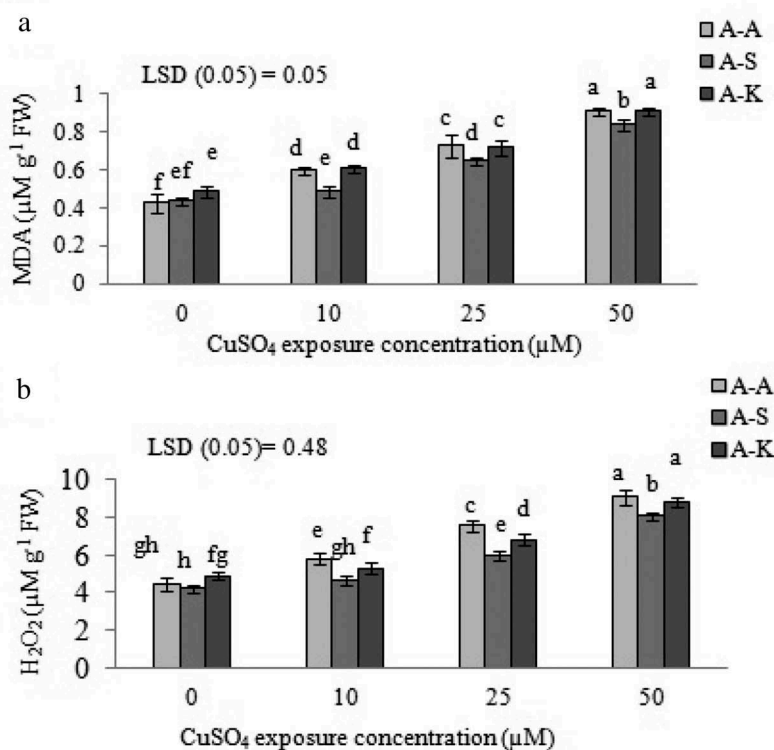 a
A-A
A-S
A-K
LSD (0.05) = 0.05
MDA (µM g⁻¹ FW)
1
0.8
0.6
0.4
0.2
0
f ef e
d e d
c d c
a b a
0 10 25 50
CuSO₄ exposure concentration (µM)
b
A-A
A-S
A-K
LSD (0.05)= 0.48
H₂O₂ (µM g⁻¹ FW)
10
8
6
4
2
0
gh h fg
e gh f
c e d
a b a
0 10 25 50
CuSO₄ exposure concentration (µM)